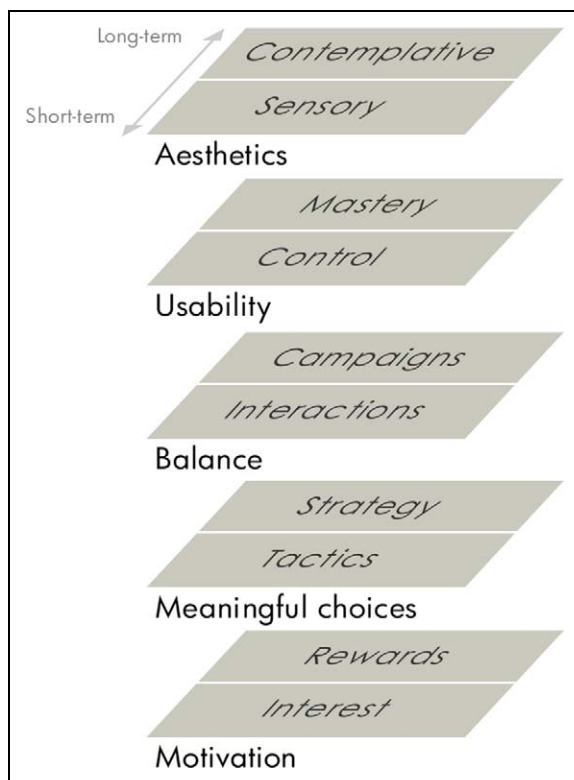 Long-term
Contemplative
Short-term
Sensory
Aesthetics
Mastery
Control
Usability
Campaigns
Interactions
Balance
Strategy
Tactics
Meaningful choices
Rewards
Interest
Motivation